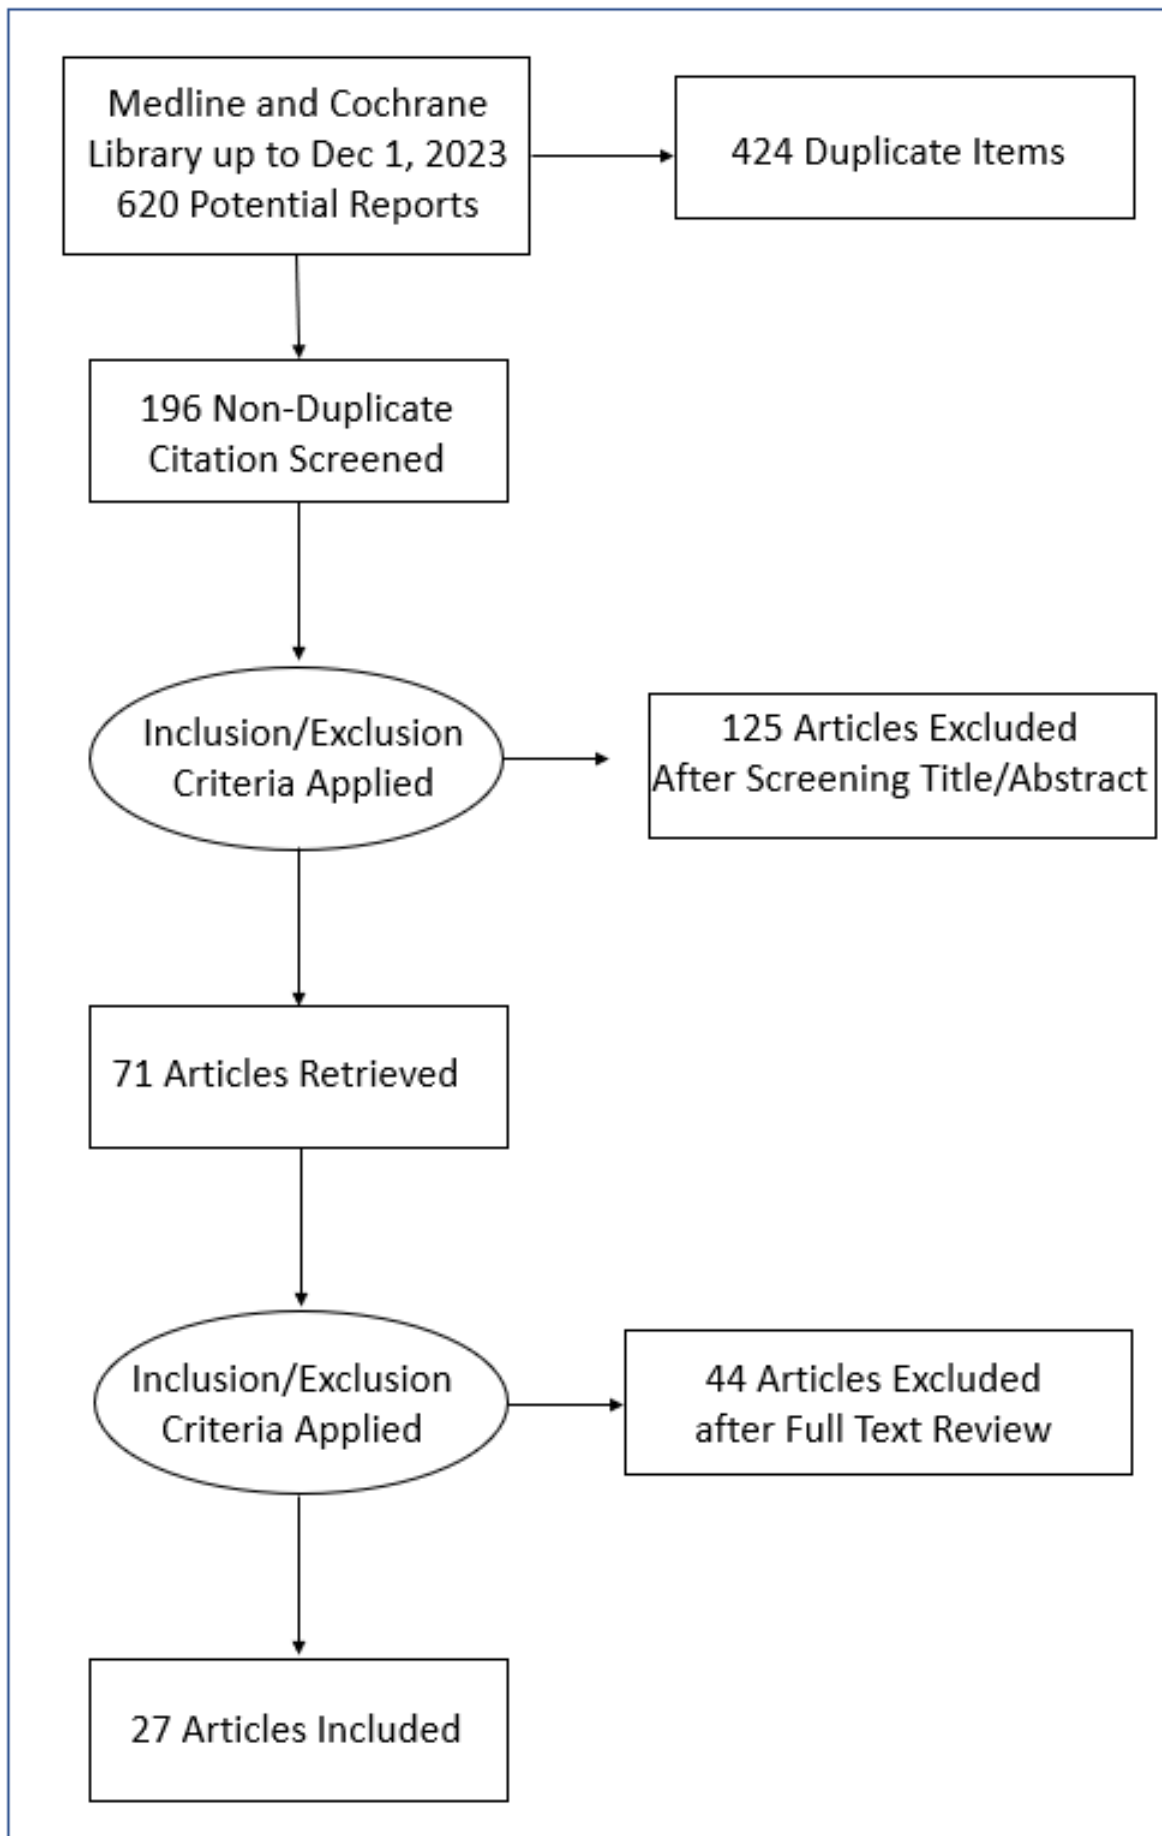 Medline and Cochrane
Library up to Dec 1, 2023
620 Potential Reports
424 Duplicate Items
196 Non-Duplicate
Citation Screened
Inclusion/Exclusion
Criteria Applied
125 Articles Excluded
After Screening Title/Abstract
71 Articles Retrieved
Inclusion/Exclusion
Criteria Applied
44 Articles Excluded
after Full Text Review
27 Articles Included